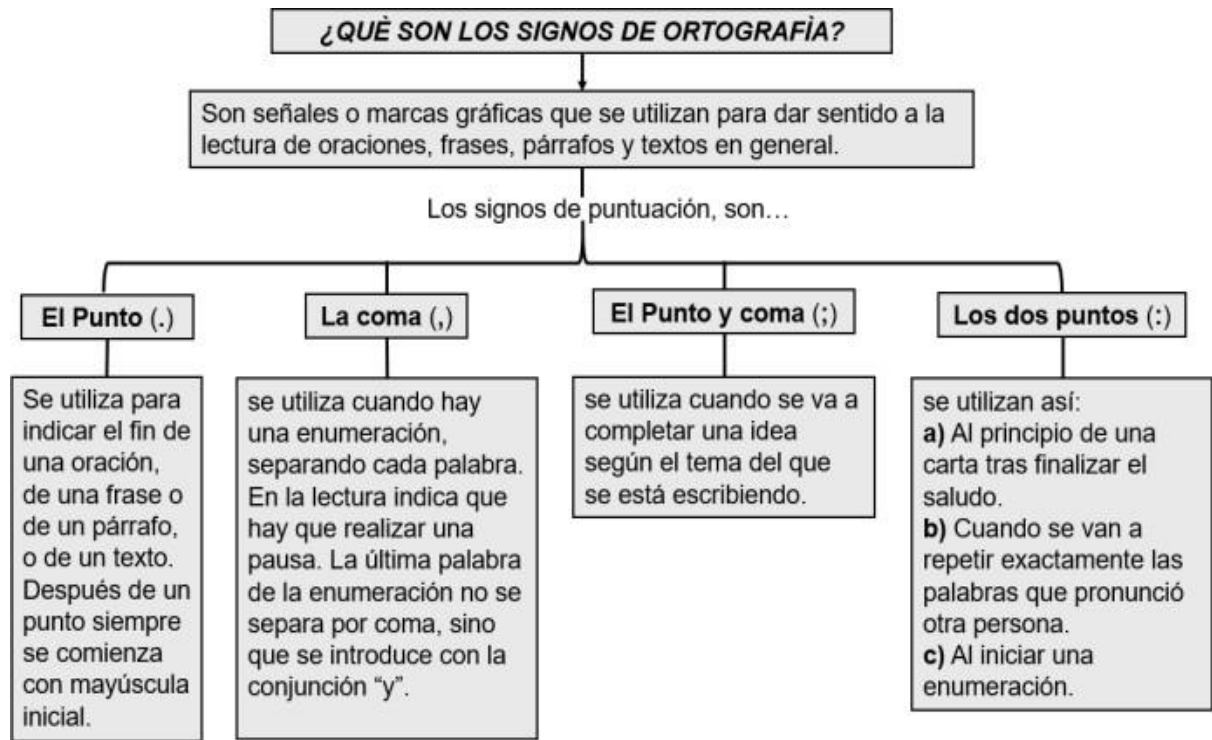 ¿QUÈ SON LOS SIGNOS DE ORTOGRAFÌA?
Son señales o marcas gráficas que se utilizan para dar sentido a la
lectura de oraciones, frases, párrafos y textos en general.
Los signos de puntuación, son…
El Punto (.)
Se utiliza para
indicar el fin de
una oración,
de una frase o
de un párrafo,
o de un texto.
Después de un
punto siempre
se comienza
con mayúscula
inicial.
La coma (,)
se utiliza cuando hay
una enumeración,
separando cada palabra.
En la lectura indica que
hay que realizar una
pausa. La última palabra
de la enumeración no se
separa por coma, sino
que se introduce con la
conjunción “y”.
El Punto y coma (;)
se utiliza cuando se va a
completar una idea
según el tema del que
se está escribiendo.
Los dos puntos (:)
se utilizan así:
a) Al principio de una
carta tras finalizar el
saludo.
b) Cuando se van a
repetir exactamente las
palabras que pronunció
otra persona.
c) Al iniciar una
enumeración.